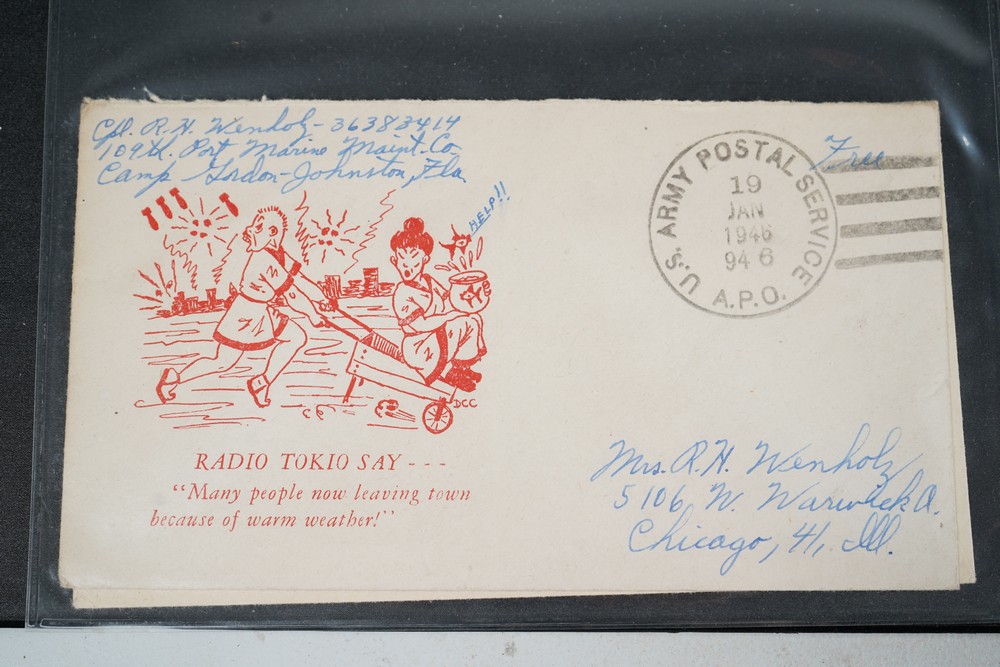 Cpl. R. H. Wenholz - 36383414
109th. Port Marine Maint. Co
Camp Gordon-Johnston, Fla
Free
U.S. ARMY POSTAL SERVICE
19
JAN
1946
946
A.P.O.
HELP!!
DCC
RADIO TOKIO SAY - - -
"Many people now leaving town
because of warm weather!"
Mrs. R. H. Wenholz
5106 W. Warwick A.
Chicago, 41, Ill.